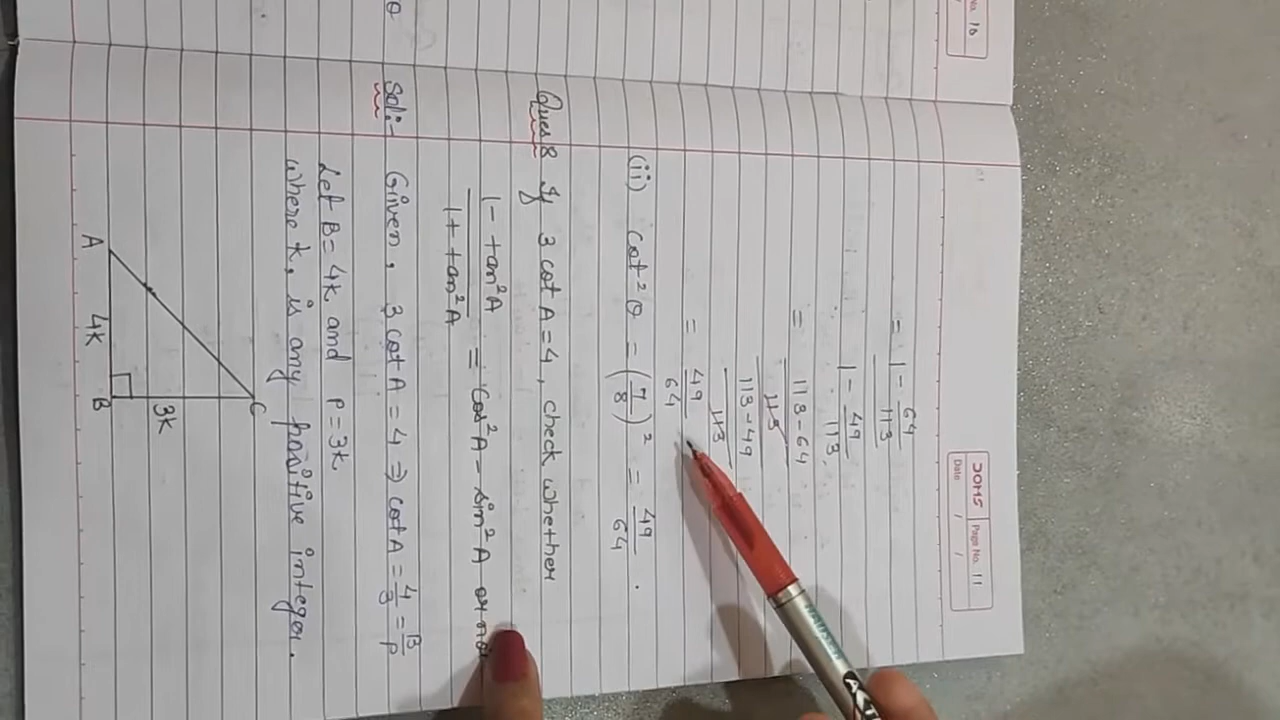 No. 10
JOMS
Page No. 11
Date / /
= 1 - 64/113
1 - 49/113
= 113-64
113
113-49
113
= 49/64
(ii) cot²θ = (7/8)² = 49/64 .
Ques 8 If 3 cot A = 4, check whether
1 - tan²A / 1 + tan²A = cos²A - sin²A or not
Sol:- Given, 3 cot A = 4 ⇒ cot A = 4/3 = B/P
Let B = 4k and P = 3k
where k, is any positive integer.
A
4k
B
3k
C